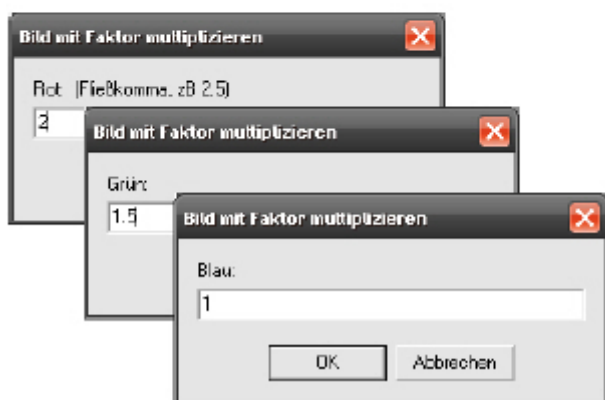 Bild mit Faktor multiplizieren
Rot: (Fließkomma, zB 2.5)
2
Bild mit Faktor multiplizieren
Grün:
1.5
Bild mit Faktor multiplizieren
Blau:
1
OK Abbrechen